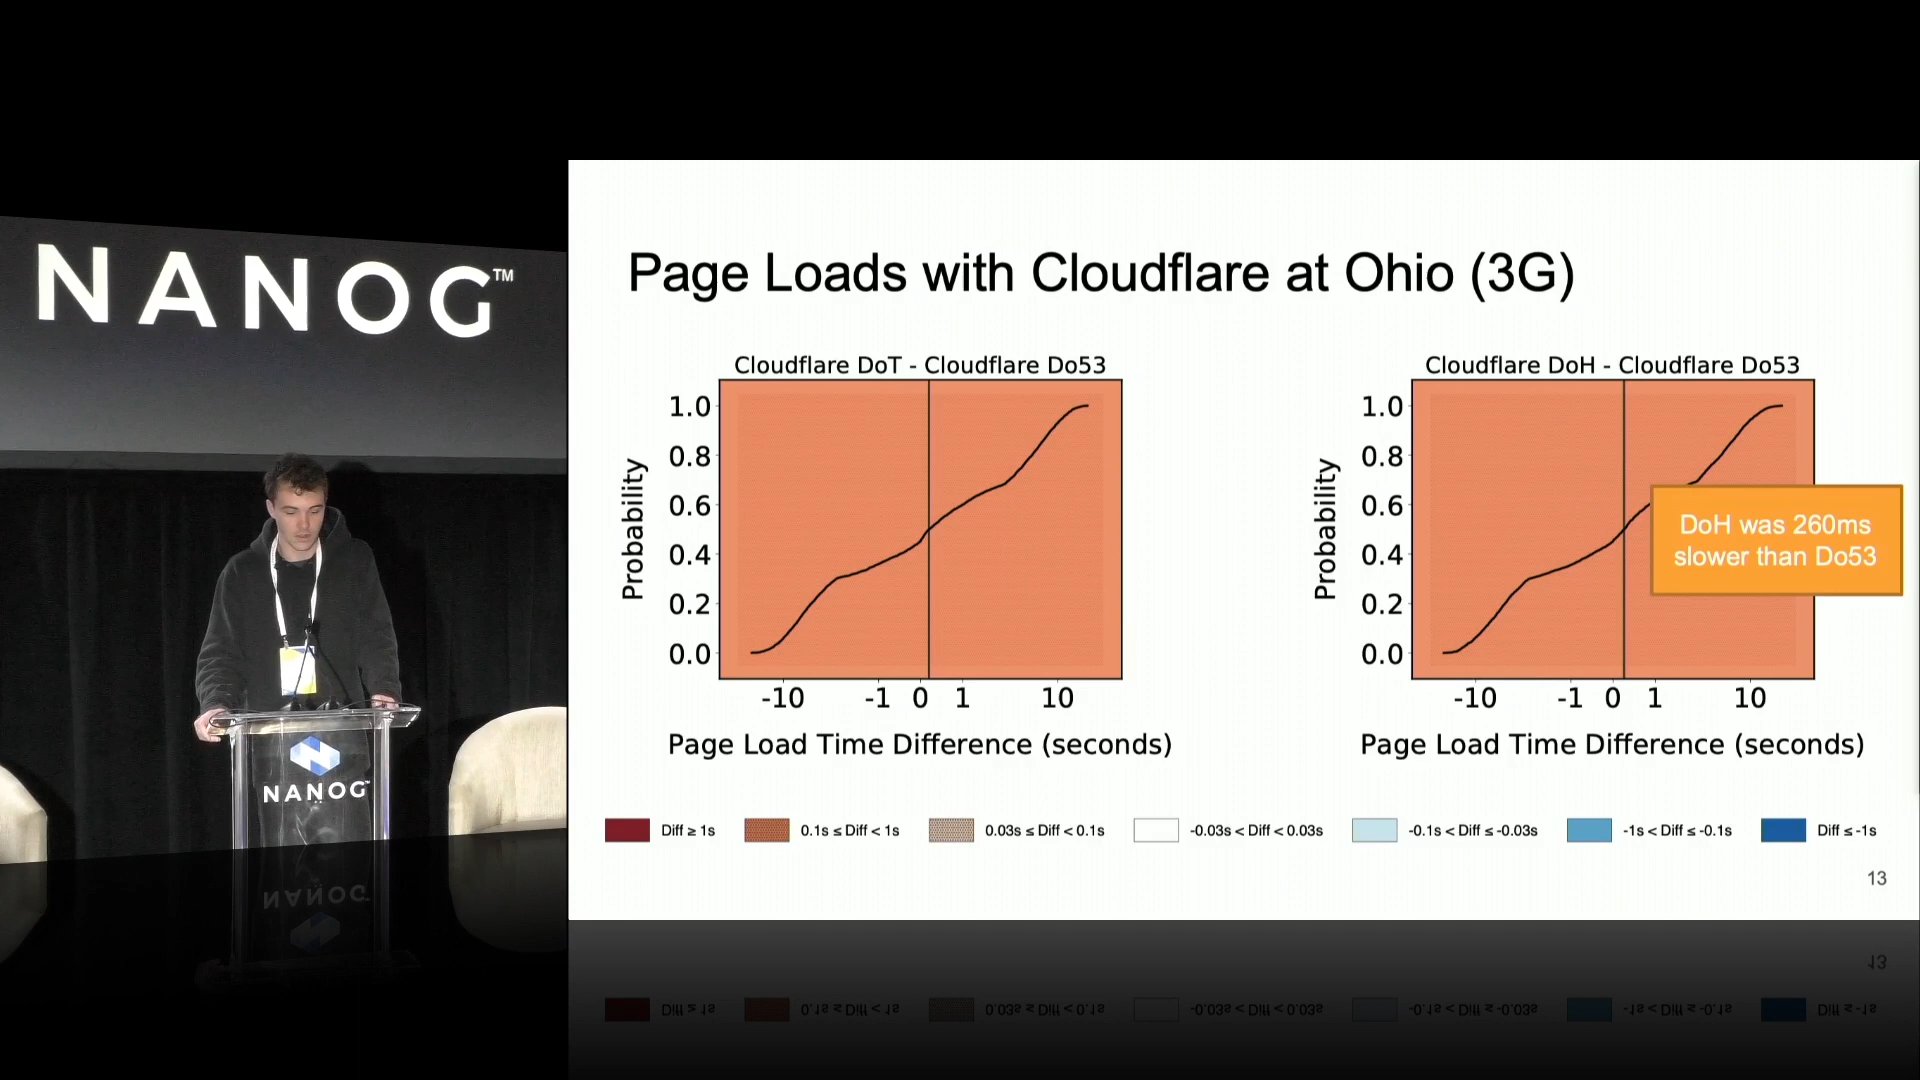 NANOG™
NANOG™
Page Loads with Cloudflare at Ohio (3G)
Cloudflare DoT - Cloudflare Do53
Probability
1.0
0.8
0.6
0.4
0.2
0.0
-10 -1 0 1 10
Page Load Time Difference (seconds)
Cloudflare DoH - Cloudflare Do53
Probability
1.0
0.8
0.6
0.4
0.2
0.0
-10 -1 0 1 10
Page Load Time Difference (seconds)
DoH was 260ms
slower than Do53
Diff ≥ 1s
0.1s ≤ Diff < 1s
0.03s ≤ Diff < 0.1s
-0.03s < Diff < 0.03s
-0.1s < Diff ≤ -0.03s
-1s < Diff ≤ -0.1s
Diff ≤ -1s
13